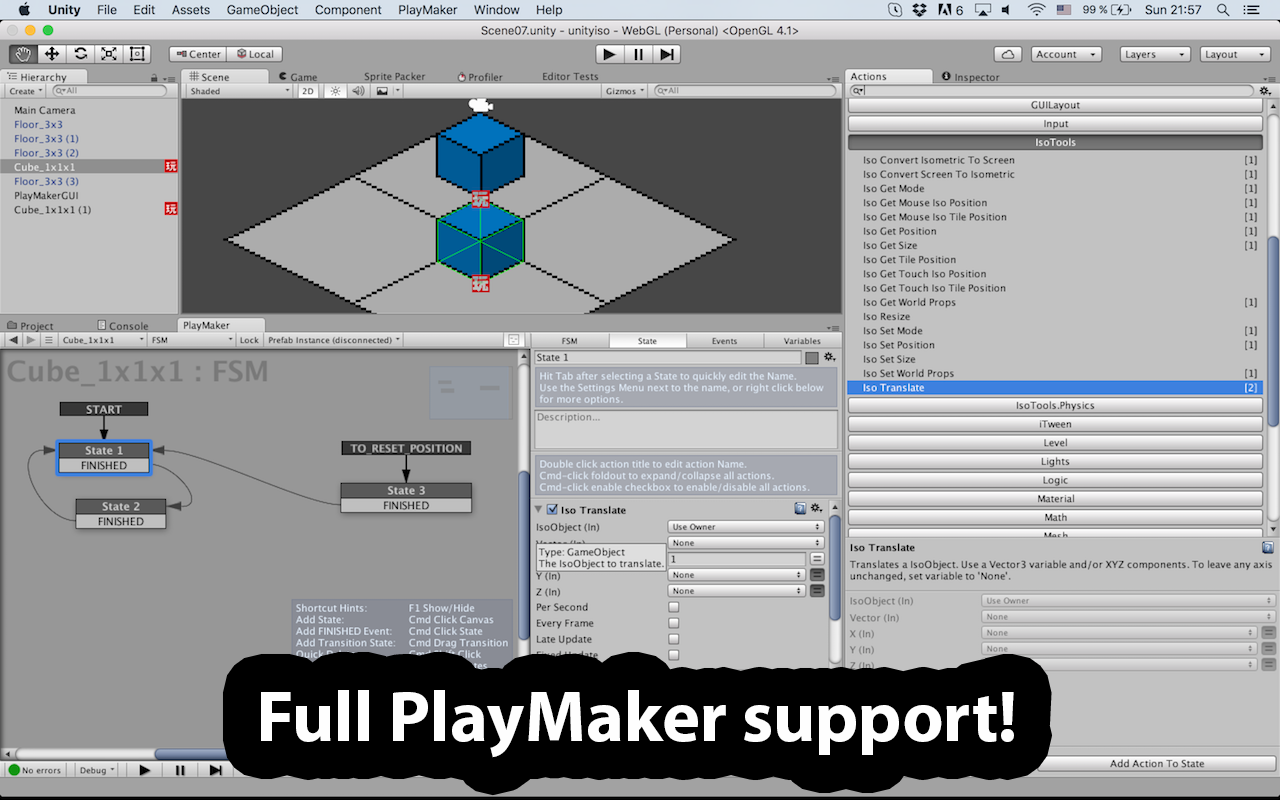 Unity File Edit Assets GameObject Component PlayMaker Window Help 6 99 % Sun 21:57
Scene07.unity - unityiso - WebGL (Personal) <OpenGL 4.1>
Center Local Account Layers Layout
Hierarchy
Create All
Main Camera
Floor_3x3
Floor_3x3 (1)
Floor_3x3 (2)
Cube_1x1x1 玩
Floor_3x3 (3)
PlayMakerGUI
Cube_1x1x1 (1) 玩
Scene Game Sprite Packer Profiler Editor Tests
Shaded 2D Gizmos All
玩
玩
Actions Inspector
GUILayout
Input
IsoTools
Iso Convert Isometric To Screen [1]
Iso Convert Screen To Isometric [1]
Iso Get Mode [1]
Iso Get Mouse Iso Position [1]
Iso Get Mouse Iso Tile Position [1]
Iso Get Position [1]
Iso Get Size [1]
Iso Get Tile Position
Iso Get Touch Iso Position
Iso Get Touch Iso Tile Position
Iso Get World Props [1]
Iso Resize
Iso Set Mode [1]
Iso Set Position [1]
Iso Set Size
Iso Set World Props [1]
Iso Translate [2]
IsoTools.Physics
iTween
Level
Lights
Logic
Material
Math
Mesh
Iso Translate
Translates a IsoObject. Use a Vector3 variable and/or XYZ components. To leave any axis
unchanged, set variable to 'None'.
IsoObject (In) Use Owner
Vector (In) None
X (In) None
Y (In) None
Z (In)
Add Action To State
Project Console PlayMaker
Cube_1x1x1 FSM Lock Prefab Instance (disconnected)
Cube_1x1x1 : FSM
START
State 1
FINISHED
State 2
FINISHED
TO_RESET_POSITION
State 3
FINISHED
Shortcut Hints: F1 Show/Hide
Add State: Cmd Click Canvas
Add FINISHED Event: Cmd Click State
Add Transition State: Cmd Drag Transition
No errors Debug
FSM State Events Variables
State 1
Hit Tab after selecting a State to quickly edit the Name.
Use the Settings Menu next to the name, or right click below
for more options.
Description...
Double click action title to edit action Name.
Cmd-click foldout to expand/collapse all actions.
Cmd-click enable checkbox to enable/disable all actions.
Iso Translate
IsoObject (In) Use Owner
Vector (In) None
Type: GameObject
The IsoObject to translate.
1
Y (In) None
Z (In) None
Per Second
Every Frame
Late Update
Fixed Update
Full PlayMaker support!